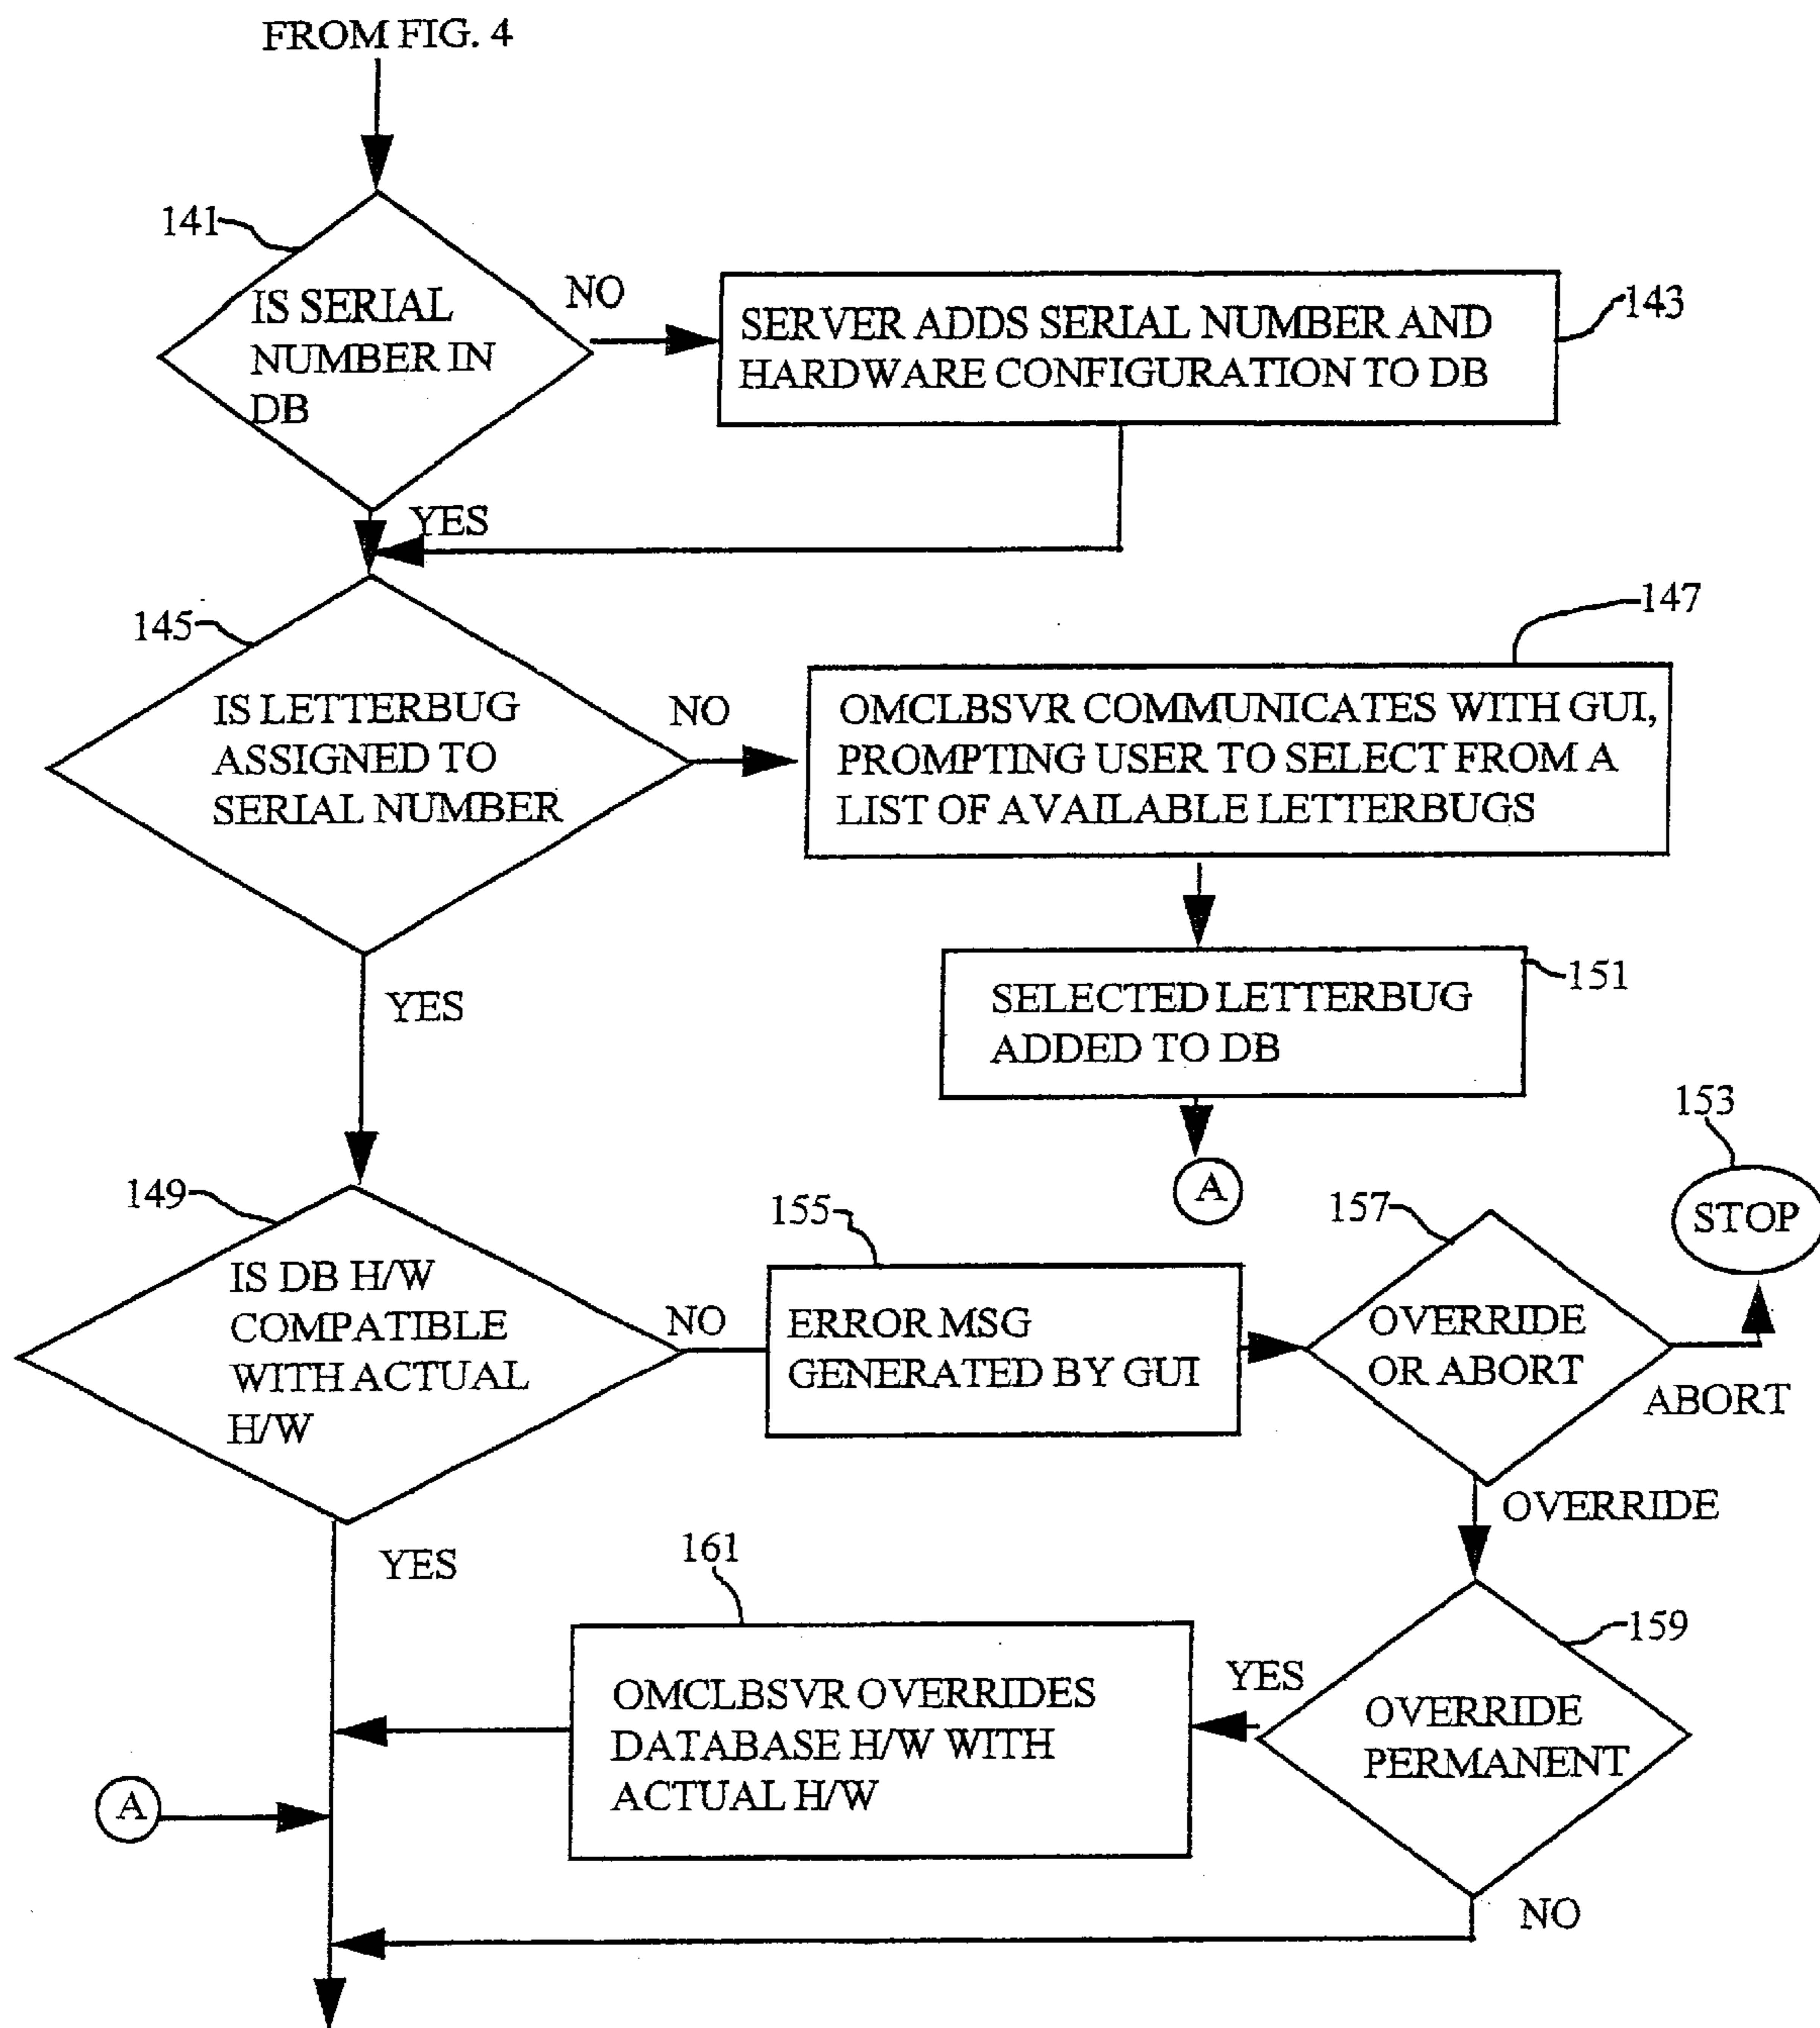 FROM FIG. 4
141
IS SERIAL
NUMBER IN
DB
NO
SERVER ADDS SERIAL NUMBER AND
HARDWARE CONFIGURATION TO DB
143
YES
145
IS LETTERBUG
ASSIGNED TO
SERIAL NUMBER
NO
147
OMCLBSVR COMMUNICATES WITH GUI,
PROMPTING USER TO SELECT FROM A
LIST OF AVAILABLE LETTERBUGS
YES
151
SELECTED LETTERBUG
ADDED TO DB
A
153
STOP
149
IS DB H/W
COMPATIBLE
WITH ACTUAL
H/W
NO
155
ERROR MSG
GENERATED BY GUI
157
OVERRIDE
OR ABORT
ABORT
OVERRIDE
YES
161
OMCLBSVR OVERRIDES
DATABASE H/W WITH
ACTUAL H/W
YES
159
OVERRIDE
PERMANENT
A
NO